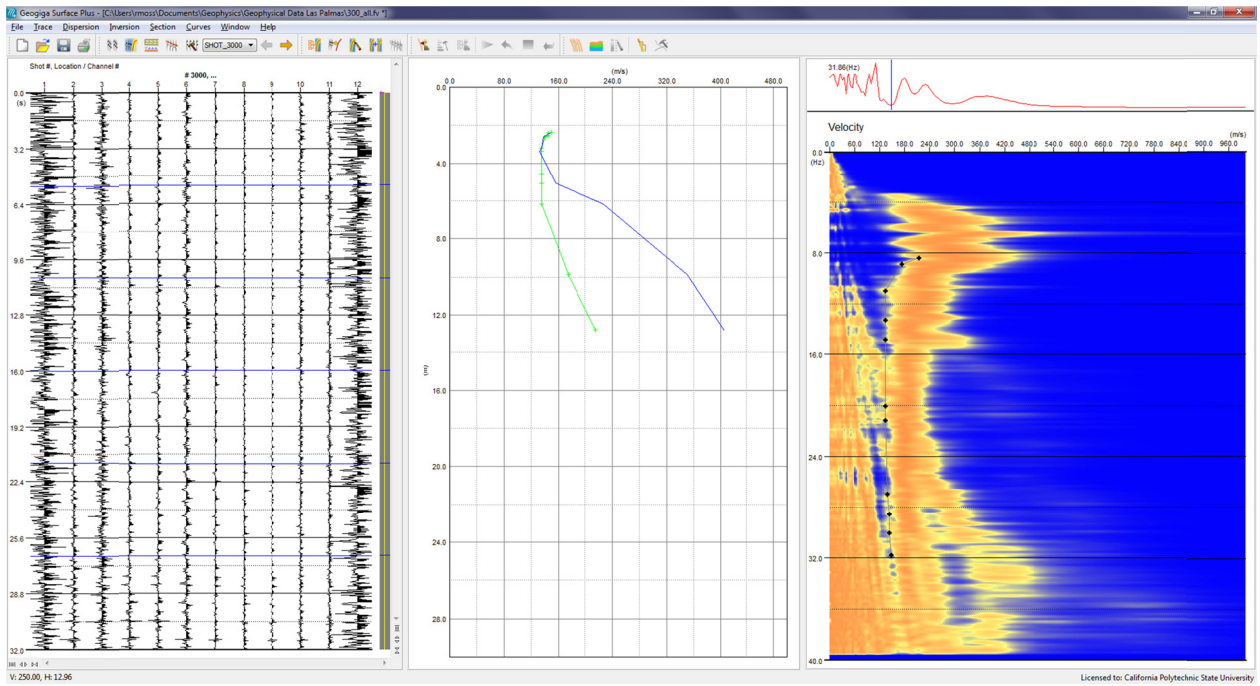 Geogiga Surface Plus - [C:\Users\rmoss\Documents\Geophysics\Geophysical Data Las Palmas\300_all.fv *]
File Trace Dispersion Inversion Section Curves Window Help
SHOT_3000
Shot #, Location / Channel #
# 3000, ...
1 2 3 4 5 6 7 8 9 10 11 12
0.0
(s)
3.2
6.4
9.6
12.8
16.0
19.2
22.4
25.6
28.8
32.0
(m/s)
0.0 80.0 160.0 240.0 320.0 400.0 480.0
0.0
4.0
8.0
12.0
(m)
16.0
20.0
24.0
28.0
31.86(Hz)
Velocity
(m/s)
0.0 60.0 120.0 180.0 240.0 300.0 360.0 420.0 480.0 540.0 600.0 660.0 720.0 780.0 840.0 900.0 960.0
0.0
(Hz)
8.0
16.0
24.0
32.0
40.0
V: 250.00, H: 12.96
Licensed to: California Polytechnic State University